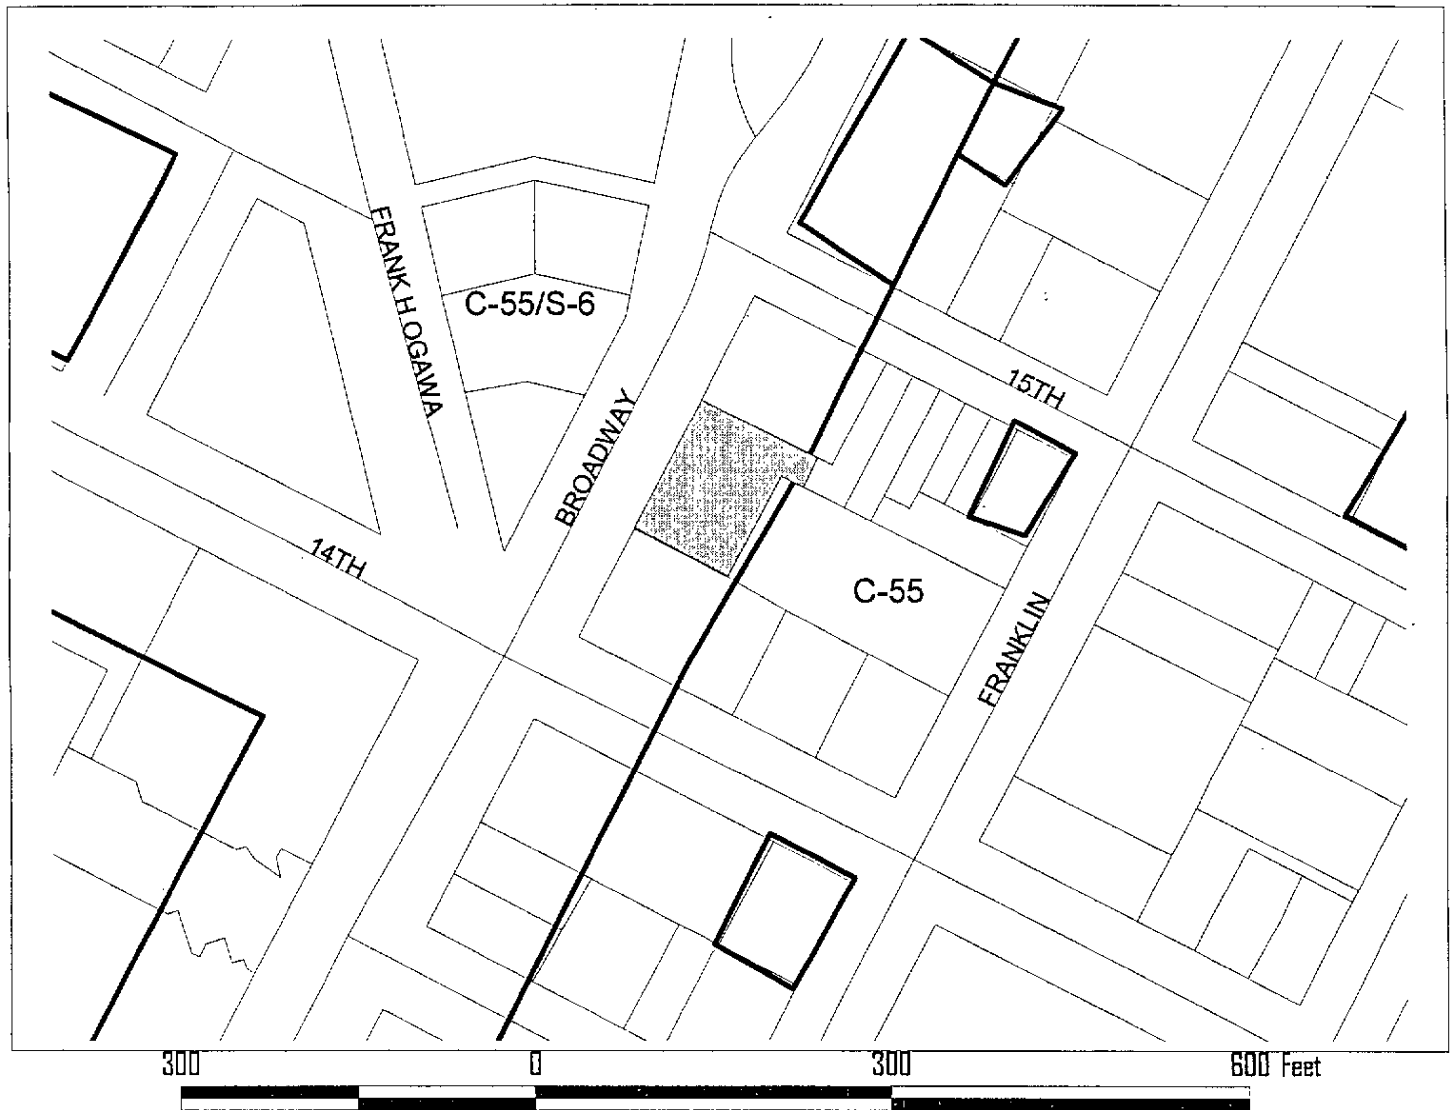 FRANK H OGAWA
C-55/S-6
BROADWAY
15TH
14TH
C-55
FRANKLIN
300 0 300 600 Feet